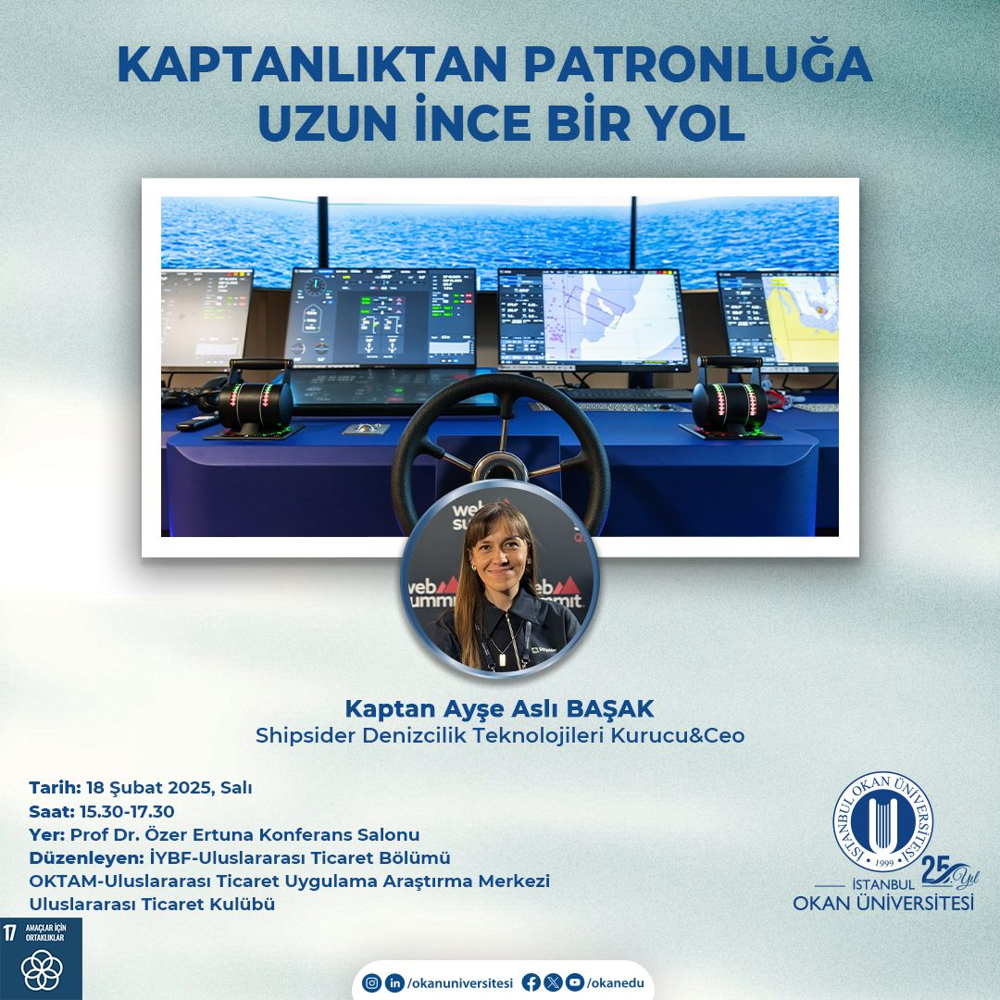 KAPTANLIKTAN PATRONLUĞA
UZUN İNCE BİR YOL
web
summit
web
summit
Kaptan Ayşe Aslı BAŞAK
Shipsider Denizcilik Teknolojileri Kurucu&Ceo
Tarih: 18 Şubat 2025, Salı
Saat: 15.30-17.30
Yer: Prof Dr. Özer Ertuna Konferans Salonu
Düzenleyen: İYBF-Uluslararası Ticaret Bölümü
OKTAM-Uluslararası Ticaret Uygulama Araştırma Merkezi
Uluslararası Ticaret Kulübü
İSTANBUL OKAN ÜNİVERSİTESİ
1999
25. Yıl
İSTANBUL
OKAN ÜNİVERSİTESİ
17 AMAÇLAR İÇİN
ORTAKLIKLAR
/okanuniversitesi /okanedu